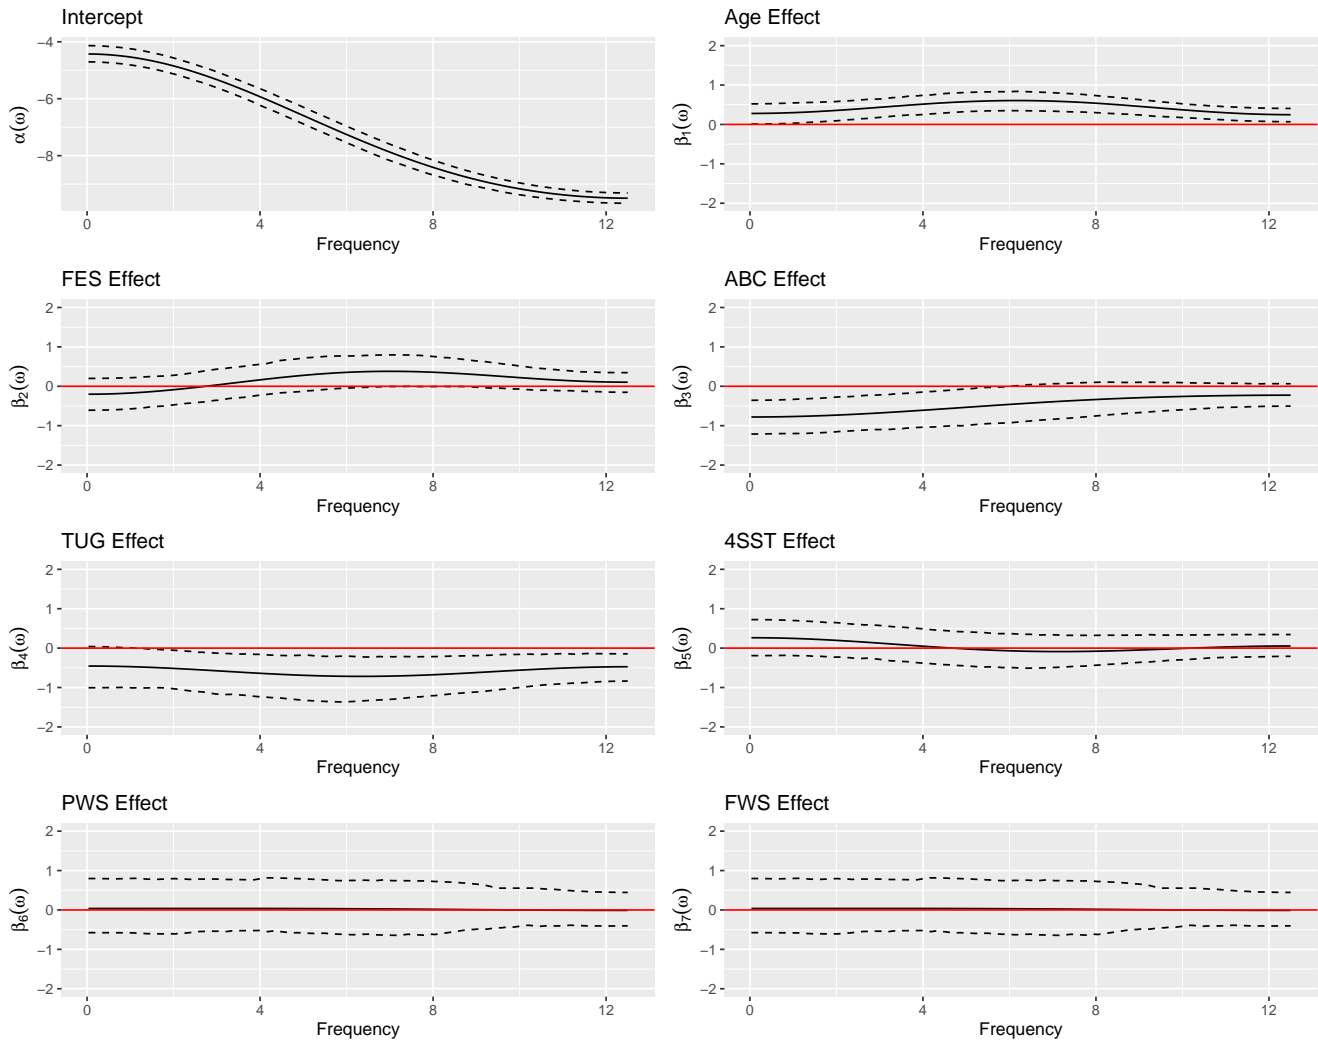 Intercept
−4
−6
−8
α(ω)
0 4 8 12
Frequency
Age Effect
2
1
0
−1
−2
β1(ω)
0 4 8 12
Frequency
FES Effect
2
1
0
−1
−2
β2(ω)
0 4 8 12
Frequency
ABC Effect
2
1
0
−1
−2
β3(ω)
0 4 8 12
Frequency
TUG Effect
2
1
0
−1
−2
β4(ω)
0 4 8 12
Frequency
4SST Effect
2
1
0
−1
−2
β5(ω)
0 4 8 12
Frequency
PWS Effect
2
1
0
−1
−2
β6(ω)
0 4 8 12
Frequency
FWS Effect
2
1
0
−1
−2
β7(ω)
0 4 8 12
Frequency